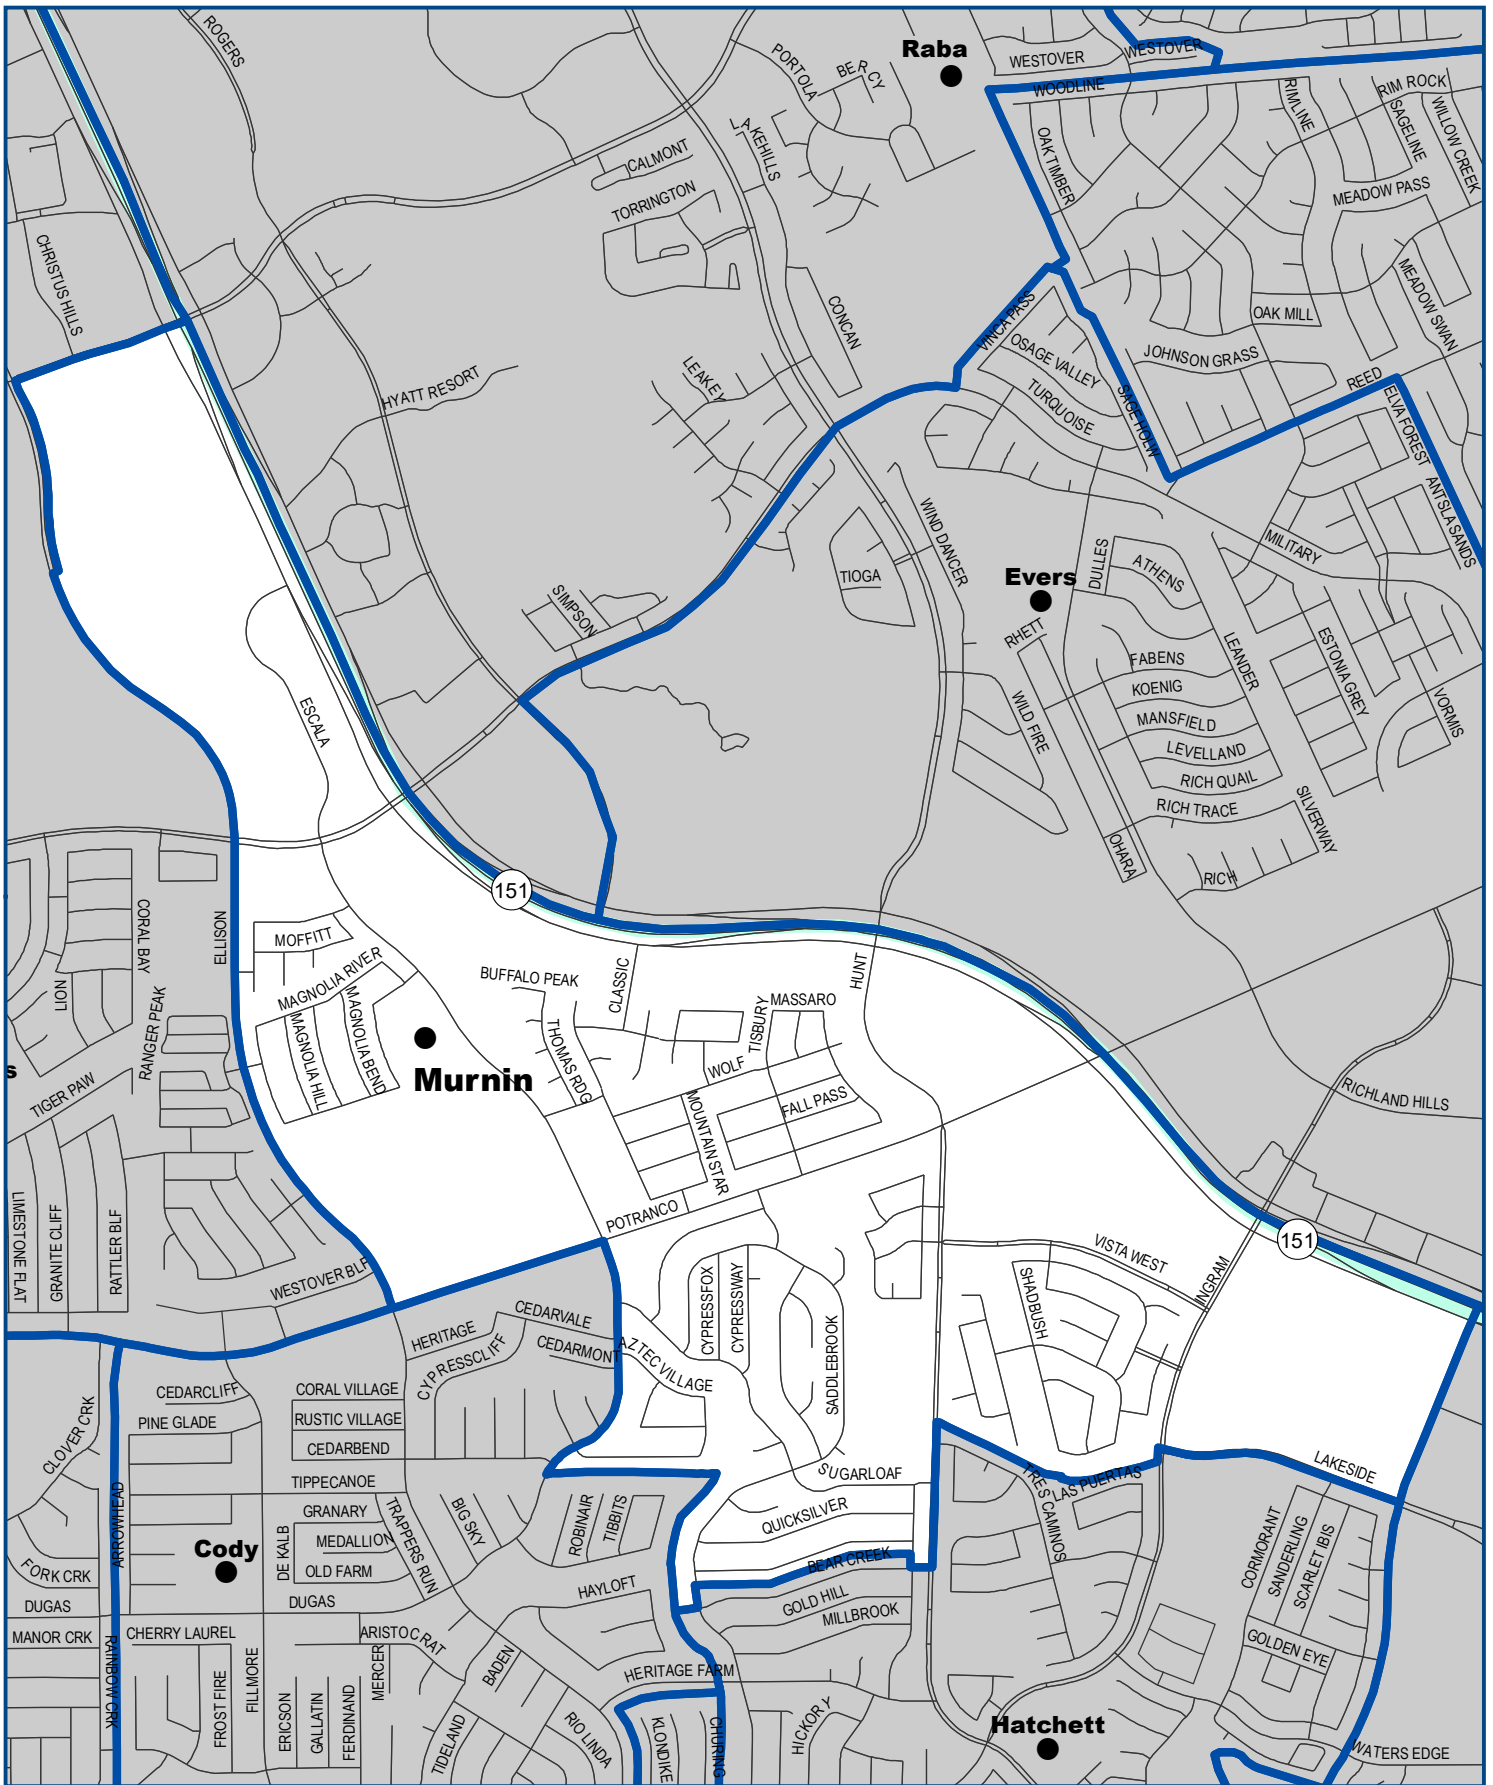 ROGERS
PORTOLA
BERCY
Raba
WESTOVER
WESTOVER
WOODLINE
RIMLINE
RIM ROCK
SAGELINE
WILLOW CREEK
LAKEHILLS
CALMONT
TORRINGTON
OAK TIMBER
MEADOW PASS
CHRISTUS HILLS
CONCAN
VINCA PASS
OAK MILL
MEADOW SWAN
OSAGE VALLEY
JOHNSON GRASS
LEAKEY
HYATT RESORT
TURQUOISE
SAGE HOLW
REED
ELVA FOREST
ANTSLA SANDS
WIND DANCER
MILITARY
DULLES
ATHENS
TIOGA
Evers
SIMPSON
RHETT
LEANDER
ESTONIA GREY
FABENS
KOENIG
WILD FIRE
MANSFIELD
VORMIS
ESCALA
LEVELLAND
RICH QUAIL
RICH TRACE
SILVERWAY
OHARA
RICH
151
CORAL BAY
ELLISON
MOFFITT
MAGNOLIA RIVER
BUFFALO PEAK
CLASSIC
HUNT
LION
MAGNOLIA BEND
MAGNOLIA HILL
TISBURY
MASSARO
RANGER PEAK
THOMAS RDG
WOLF
s
Murnin
TIGER PAW
MOUNTAIN STAR
FALL PASS
RICHLAND HILLS
LIMESTONE FLAT
GRANITE CLIFF
RATTLER BLF
POTRANCO
151
VISTA WEST
INGRAM
WESTOVER BLF
CYPRESSFOX
CYPRESSWAY
SHADBUSH
CEDARVALE
HERITAGE
CEDARMONT
AZTEC VILLAGE
SADDLEBROOK
CYPRESSCLIFF
CEDARCLIFF
CORAL VILLAGE
PINE GLADE
RUSTIC VILLAGE
CLOVER CRK
CEDARBEND
LAKESIDE
TIPPECANOE
SUGARLOAF
TRES CAMINOS
LAS PUERTAS
ARROWHEAD
GRANARY
TRAPPERS RUN
BIG SKY
ROBINAIR
TIBBITS
QUICKSILVER
Cody
DE KALB
MEDALLION
OLD FARM
BEAR CREEK
CORMORANT
SANDERLING
SCARLET IBIS
FORK CRK
DUGAS
DUGAS
HAYLOFT
GOLD HILL
MILLBROOK
MANOR CRK
CHERRY LAUREL
ARISTOCRAT
GOLDEN EYE
RAINBOW CRK
FROST FIRE
FILLMORE
MERCER
BADEN
HERITAGE FARM
ERICSON
GALLATIN
FERDINAND
TIDELAND
RIO LINDA
KLONDIKE
CHURING
HICKORY
Hatchett
WATERS EDGE